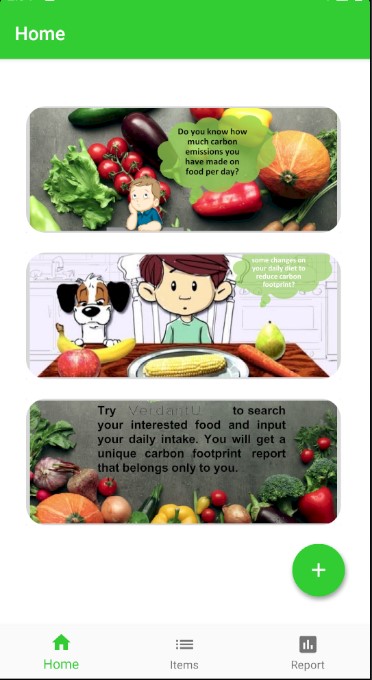 Home
Do you know how
much carbon
emissions you
have made on
food per day?
some changes on
your daily diet to
reduce carbon
footprint?
Try VerdantU to search
your interested food and input
your daily intake. You will get a
unique carbon footprint report
that belongs only to you.
+
Home
Items
Report